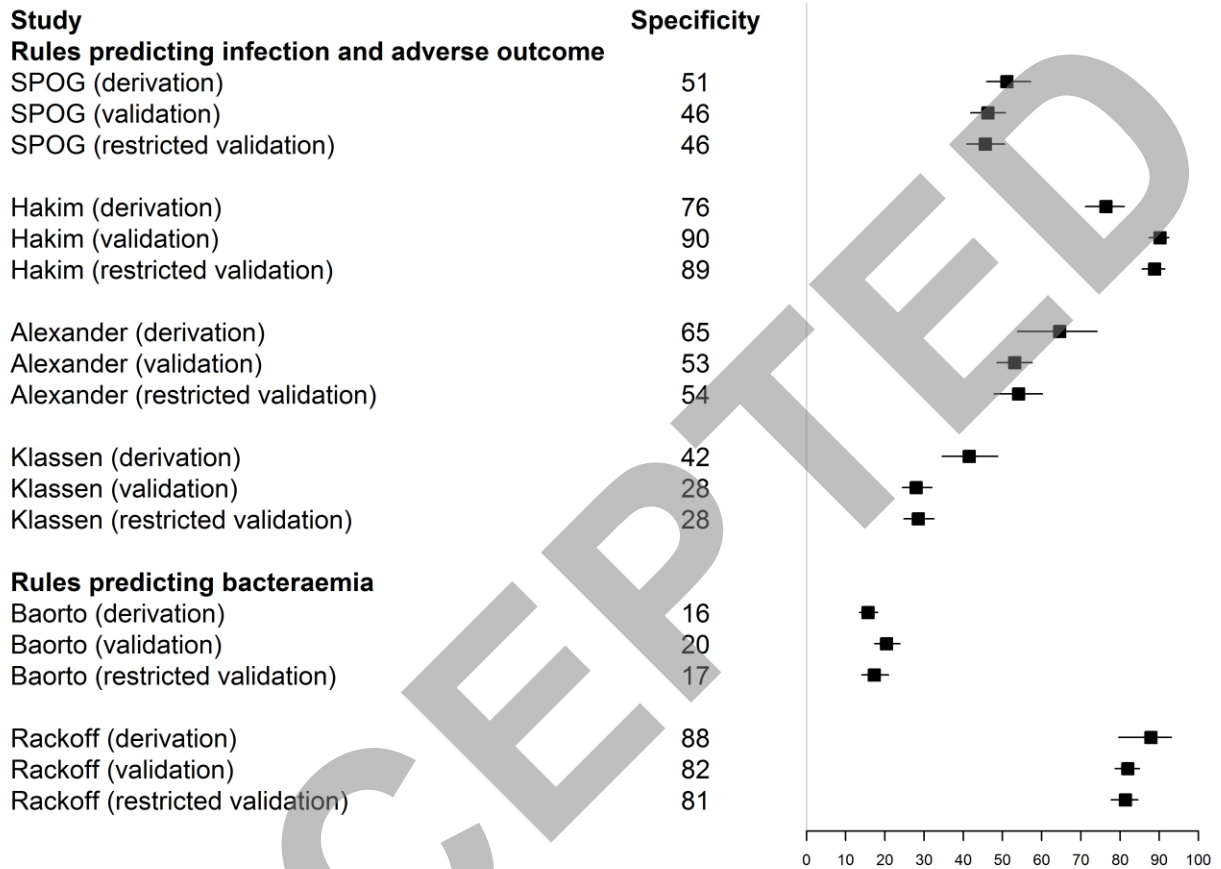 Study Specificity
Rules predicting infection and adverse outcome
SPOG (derivation) 51
SPOG (validation) 46
SPOG (restricted validation) 46
Hakim (derivation) 76
Hakim (validation) 90
Hakim (restricted validation) 89
Alexander (derivation) 65
Alexander (validation) 53
Alexander (restricted validation) 54
Klassen (derivation) 42
Klassen (validation) 28
Klassen (restricted validation) 28
Rules predicting bacteraemia
Baorto (derivation) 16
Baorto (validation) 20
Baorto (restricted validation) 17
Rackoff (derivation) 88
Rackoff (validation) 82
Rackoff (restricted validation) 81
0 10 20 30 40 50 60 70 80 90 100
CEPTED